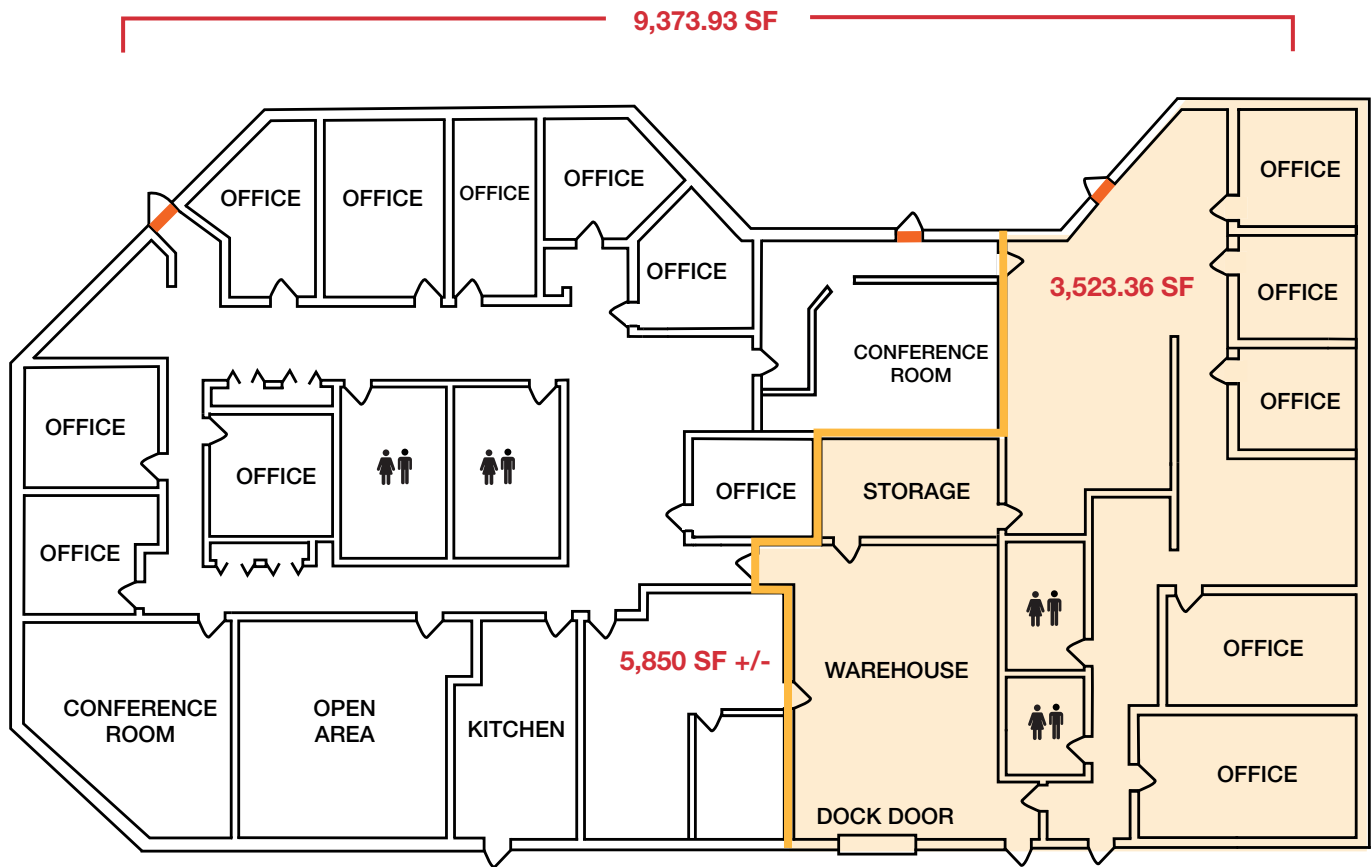 9,373.93 SF
OFFICE
OFFICE
OFFICE
OFFICE
OFFICE
OFFICE
OFFICE
OFFICE
3,523.36 SF
CONFERENCE
ROOM
OFFICE
OFFICE
OFFICE
OFFICE
STORAGE
OFFICE
OFFICE
5,850 SF +/-
WAREHOUSE
CONFERENCE
ROOM
OPEN
AREA
KITCHEN
OFFICE
DOCK DOOR